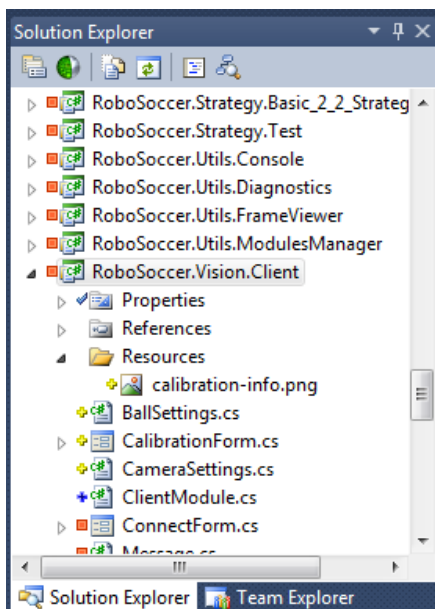 Solution Explorer
RoboSoccer.Strategy.Basic_2_2_Strateg
RoboSoccer.Strategy.Test
RoboSoccer.Utils.Console
RoboSoccer.Utils.Diagnostics
RoboSoccer.Utils.FrameViewer
RoboSoccer.Utils.ModulesManager
RoboSoccer.Vision.Client
Properties
References
Resources
calibration-info.png
BallSettings.cs
CalibrationForm.cs
CameraSettings.cs
ClientModule.cs
ConnectForm.cs
Message.cs
Solution Explorer Team Explorer